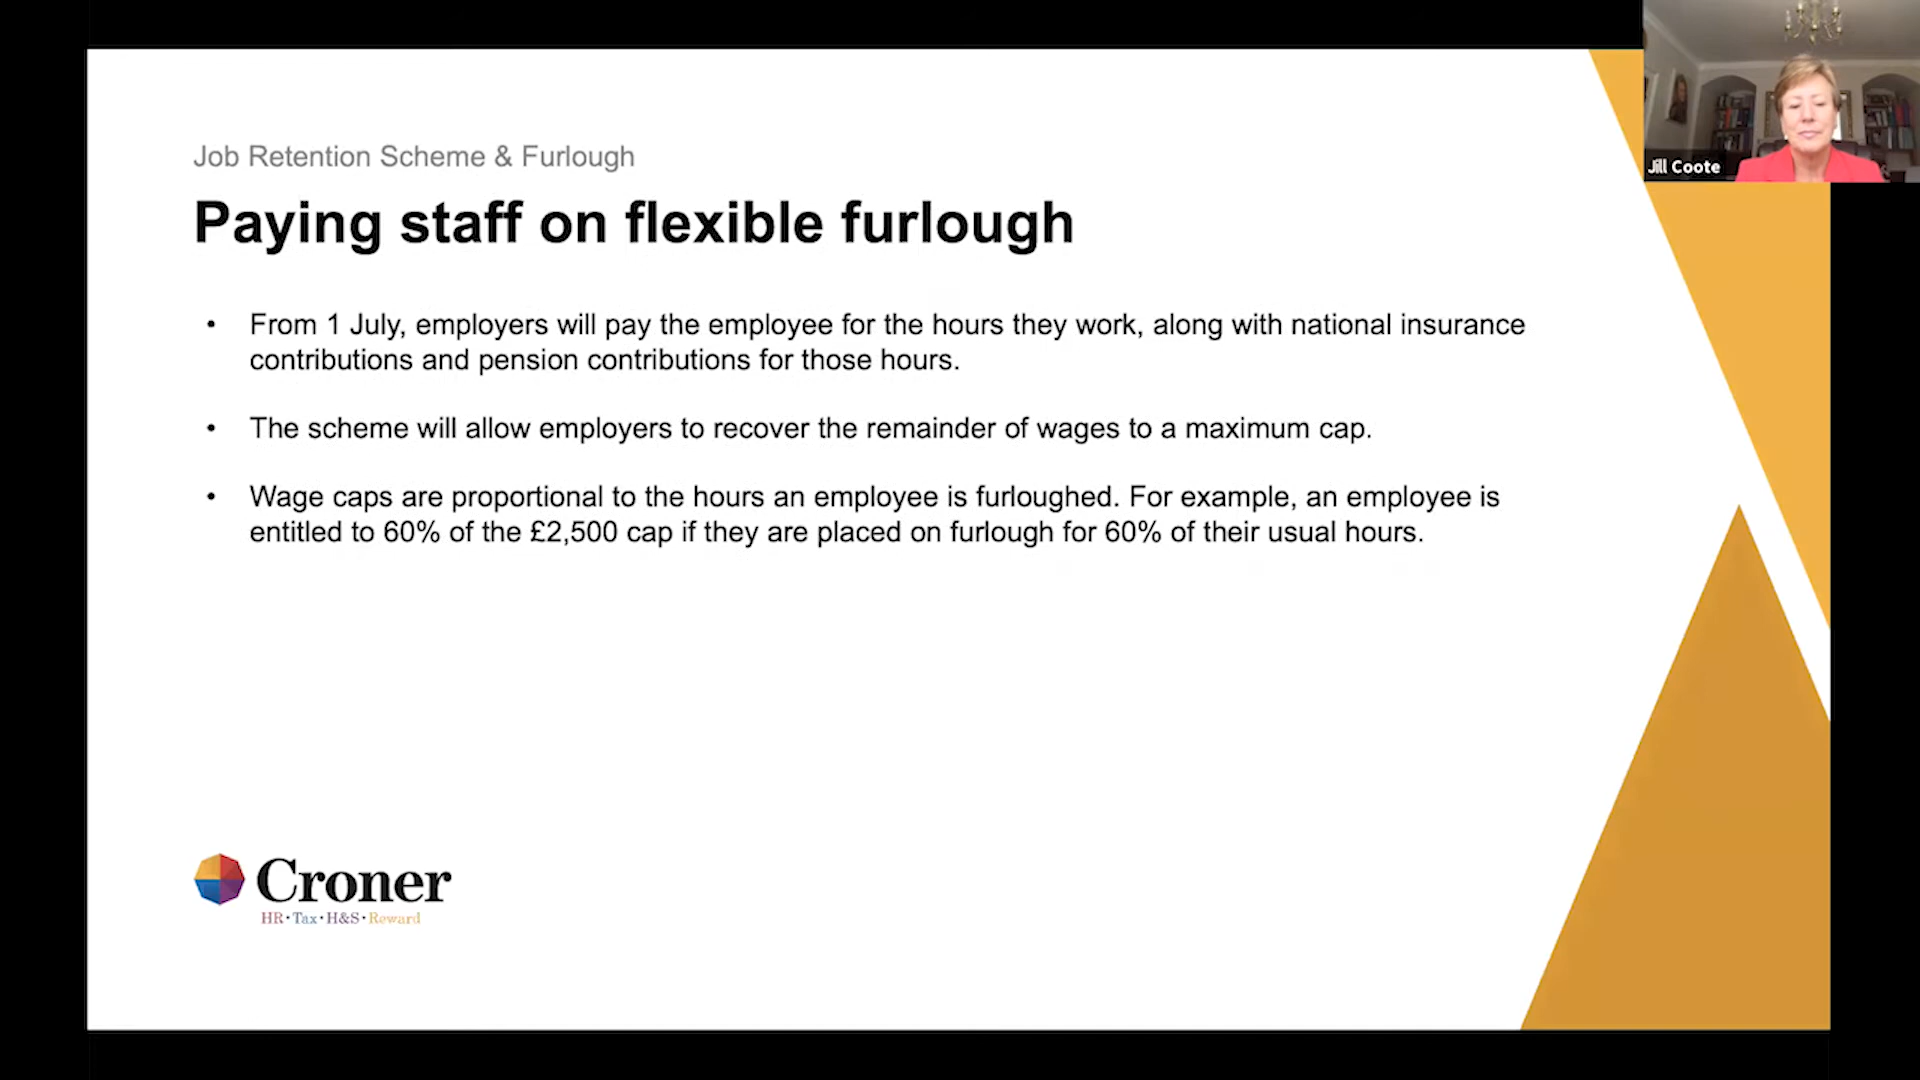 Job Retention Scheme & Furlough
Paying staff on flexible furlough
• From 1 July, employers will pay the employee for the hours they work, along with national insurance
contributions and pension contributions for those hours.
• The scheme will allow employers to recover the remainder of wages to a maximum cap.
• Wage caps are proportional to the hours an employee is furloughed. For example, an employee is
entitled to 60% of the £2,500 cap if they are placed on furlough for 60% of their usual hours.
Croner
HR • Tax • H&S • Reward
Jill Coote